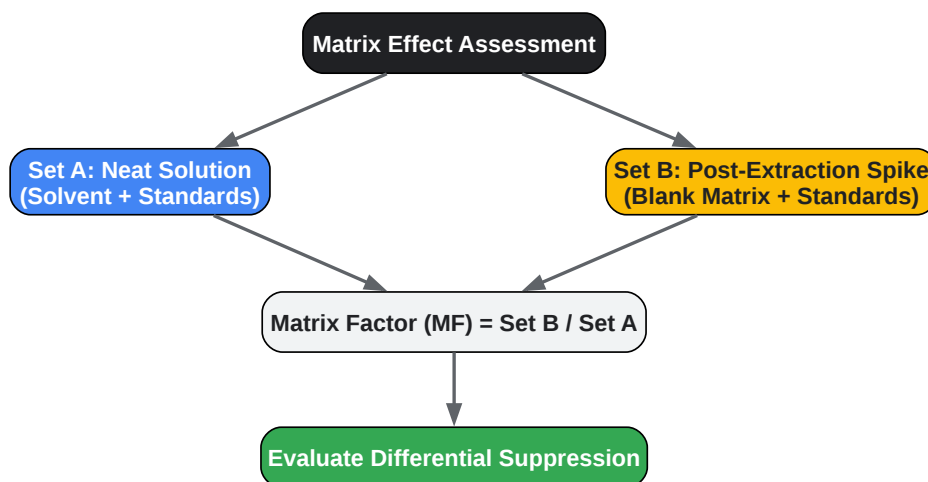 Matrix Effect Assessment
Set A: Neat Solution
(Solvent + Standards)
Set B: Post-Extraction Spike
(Blank Matrix + Standards)
Matrix Factor (MF) = Set B / Set A
Evaluate Differential Suppression